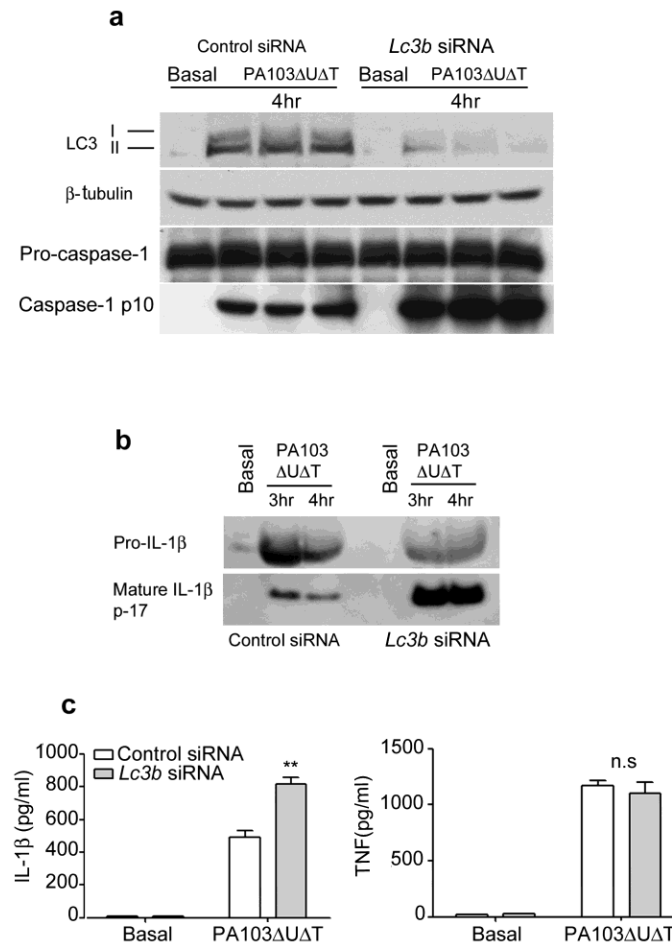 a
Control siRNA Lc3b siRNA
Basal PA103ΔUΔT Basal PA103ΔUΔT
4hr 4hr
LC3 I
II
β-tubulin
Pro-caspase-1
Caspase-1 p10
b
Basal PA103 ΔUΔT Basal PA103 ΔUΔT
3hr 4hr 3hr 4hr
Pro-IL-1β
Mature IL-1β
p-17
Control siRNA Lc3b siRNA
c
Control siRNA
Lc3b siRNA
**
IL-1β (pg/ml)
1000
800
600
400
200
0
Basal PA103ΔUΔT
n.s
TNF(pg/ml)
1500
1000
500
0
Basal PA103ΔUΔT